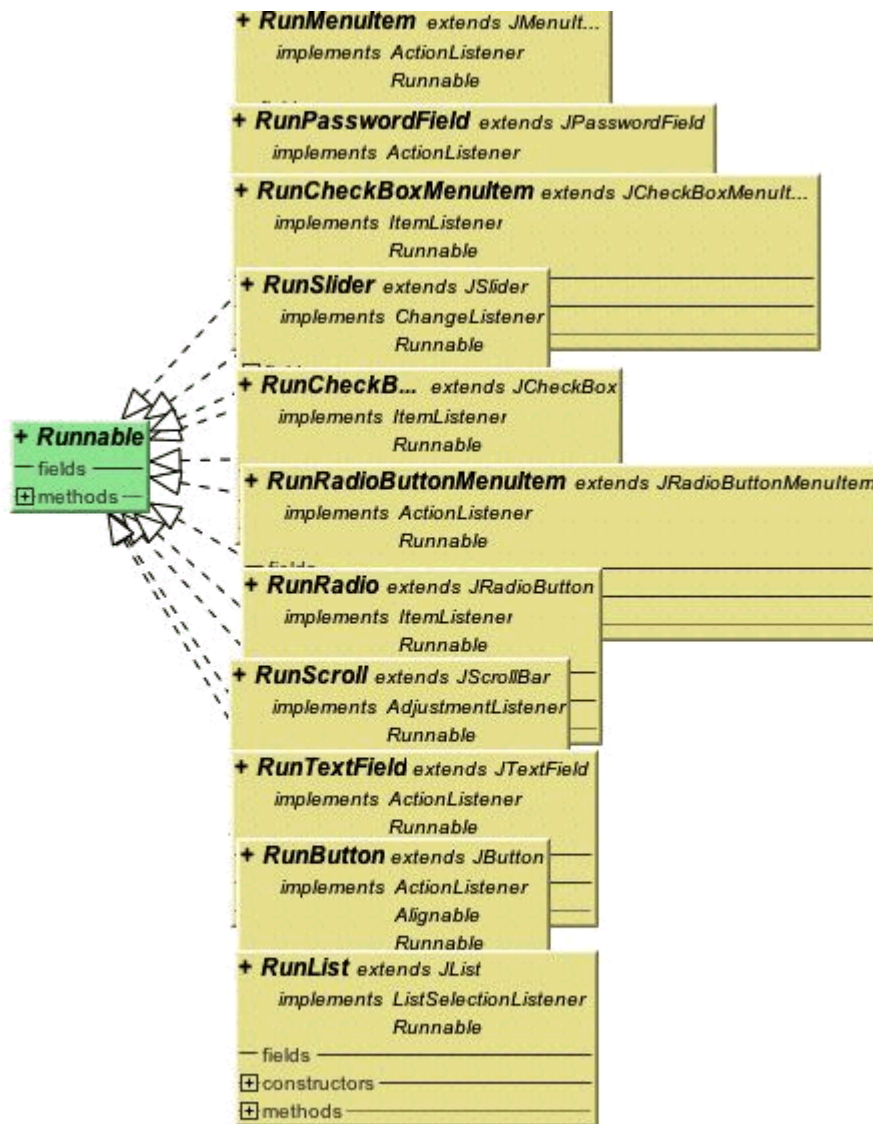 + RunMenuItem extends JMenuIt...
implements ActionListener
Runnable
+ RunPasswordField extends JPasswordField
implements ActionListener
+ RunCheckBoxMenuItem extends JCheckBoxMenuIt...
implements ItemListener
Runnable
+ RunSlider extends JSlider
implements ChangeListener
Runnable
+ RunCheckB... extends JCheckBox
implements ItemListener
Runnable
+ Runnable
fields
+ methods
+ RunRadioButtonMenuItem extends JRadioButtonMenuItem
implements ActionListener
Runnable
+ RunRadio extends JRadioButton
implements ItemListener
Runnable
+ RunScroll extends JScrollBar
implements AdjustmentListener
Runnable
+ RunTextField extends JTextField
implements ActionListener
Runnable
+ RunButton extends JButton
implements ActionListener
Alignable
Runnable
+ RunList extends JList
implements ListSelectionListener
Runnable
fields
+ constructors
+ methods